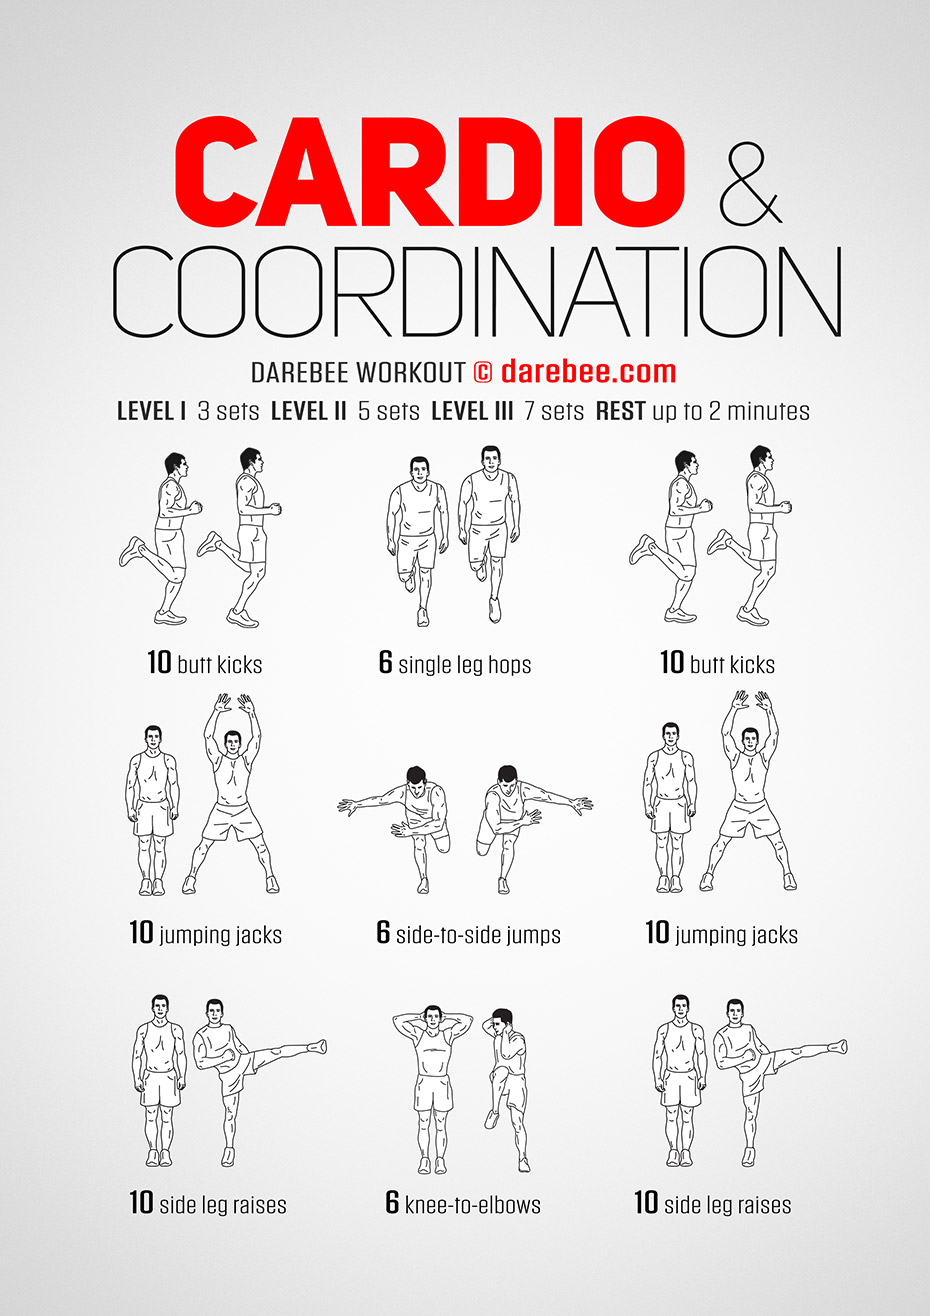 CARDIO &
COORDINATION
DAREBEE WORKOUT © darebee.com
LEVEL I 3 sets LEVEL II 5 sets LEVEL III 7 sets REST up to 2 minutes
10 butt kicks
6 single leg hops
10 butt kicks
10 jumping jacks
6 side-to-side jumps
10 jumping jacks
10 side leg raises
6 knee-to-elbows
10 side leg raises